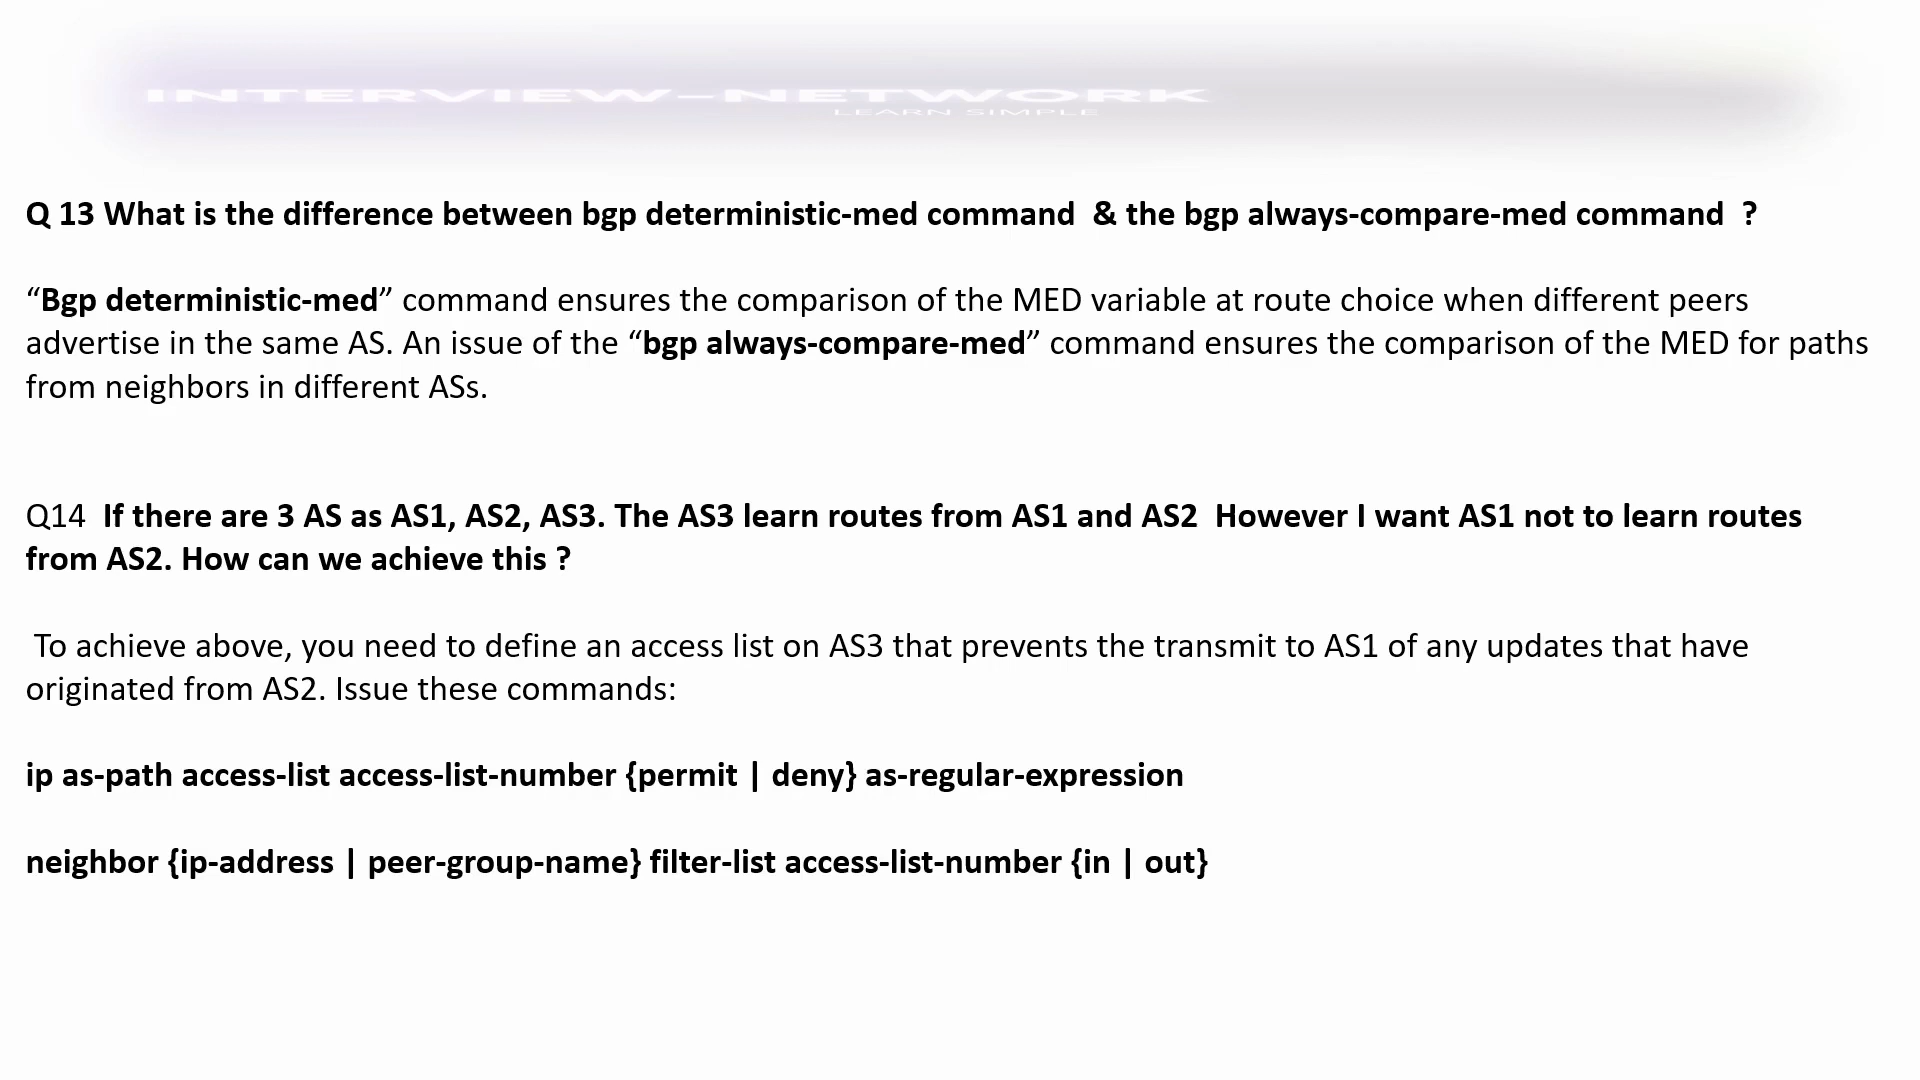 INTERVIEW-NETWORK
LEARN SIMPLE
Q 13 What is the difference between bgp deterministic-med command  & the bgp always-compare-med command  ?
“Bgp deterministic-med” command ensures the comparison of the MED variable at route choice when different peers
advertise in the same AS. An issue of the “bgp always-compare-med” command ensures the comparison of the MED for paths
from neighbors in different ASs.
Q14  If there are 3 AS as AS1, AS2, AS3. The AS3 learn routes from AS1 and AS2  However I want AS1 not to learn routes
from AS2. How can we achieve this ?
To achieve above, you need to define an access list on AS3 that prevents the transmit to AS1 of any updates that have
originated from AS2. Issue these commands:
ip as-path access-list access-list-number {permit | deny} as-regular-expression
neighbor {ip-address | peer-group-name} filter-list access-list-number {in | out}